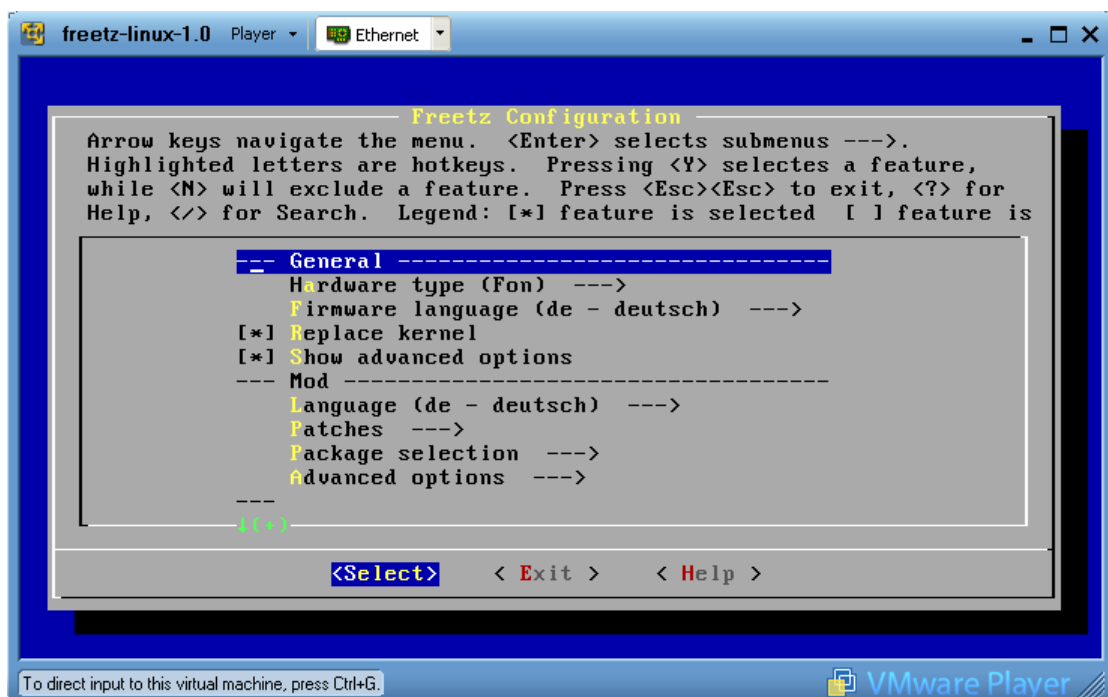 freetz-linux-1.0 Player Ethernet
Freetz Configuration
Arrow keys navigate the menu. <Enter> selects submenus --->.
Highlighted letters are hotkeys. Pressing <Y> selectes a feature,
while <N> will exclude a feature. Press <Esc><Esc> to exit, <?> for
Help, </> for Search. Legend: [*] feature is selected [ ] feature is
--- General --------------------------------
Hardware type (Fon) --->
Firmware language (de - deutsch) --->
[*] Replace kernel
[*] Show advanced options
--- Mod ------------------------------------
Language (de - deutsch) --->
Patches --->
Package selection --->
Advanced options --->
---
↓(+)
<Select> < Exit > < Help >
To direct input to this virtual machine, press Ctrl+G.
VMware Player